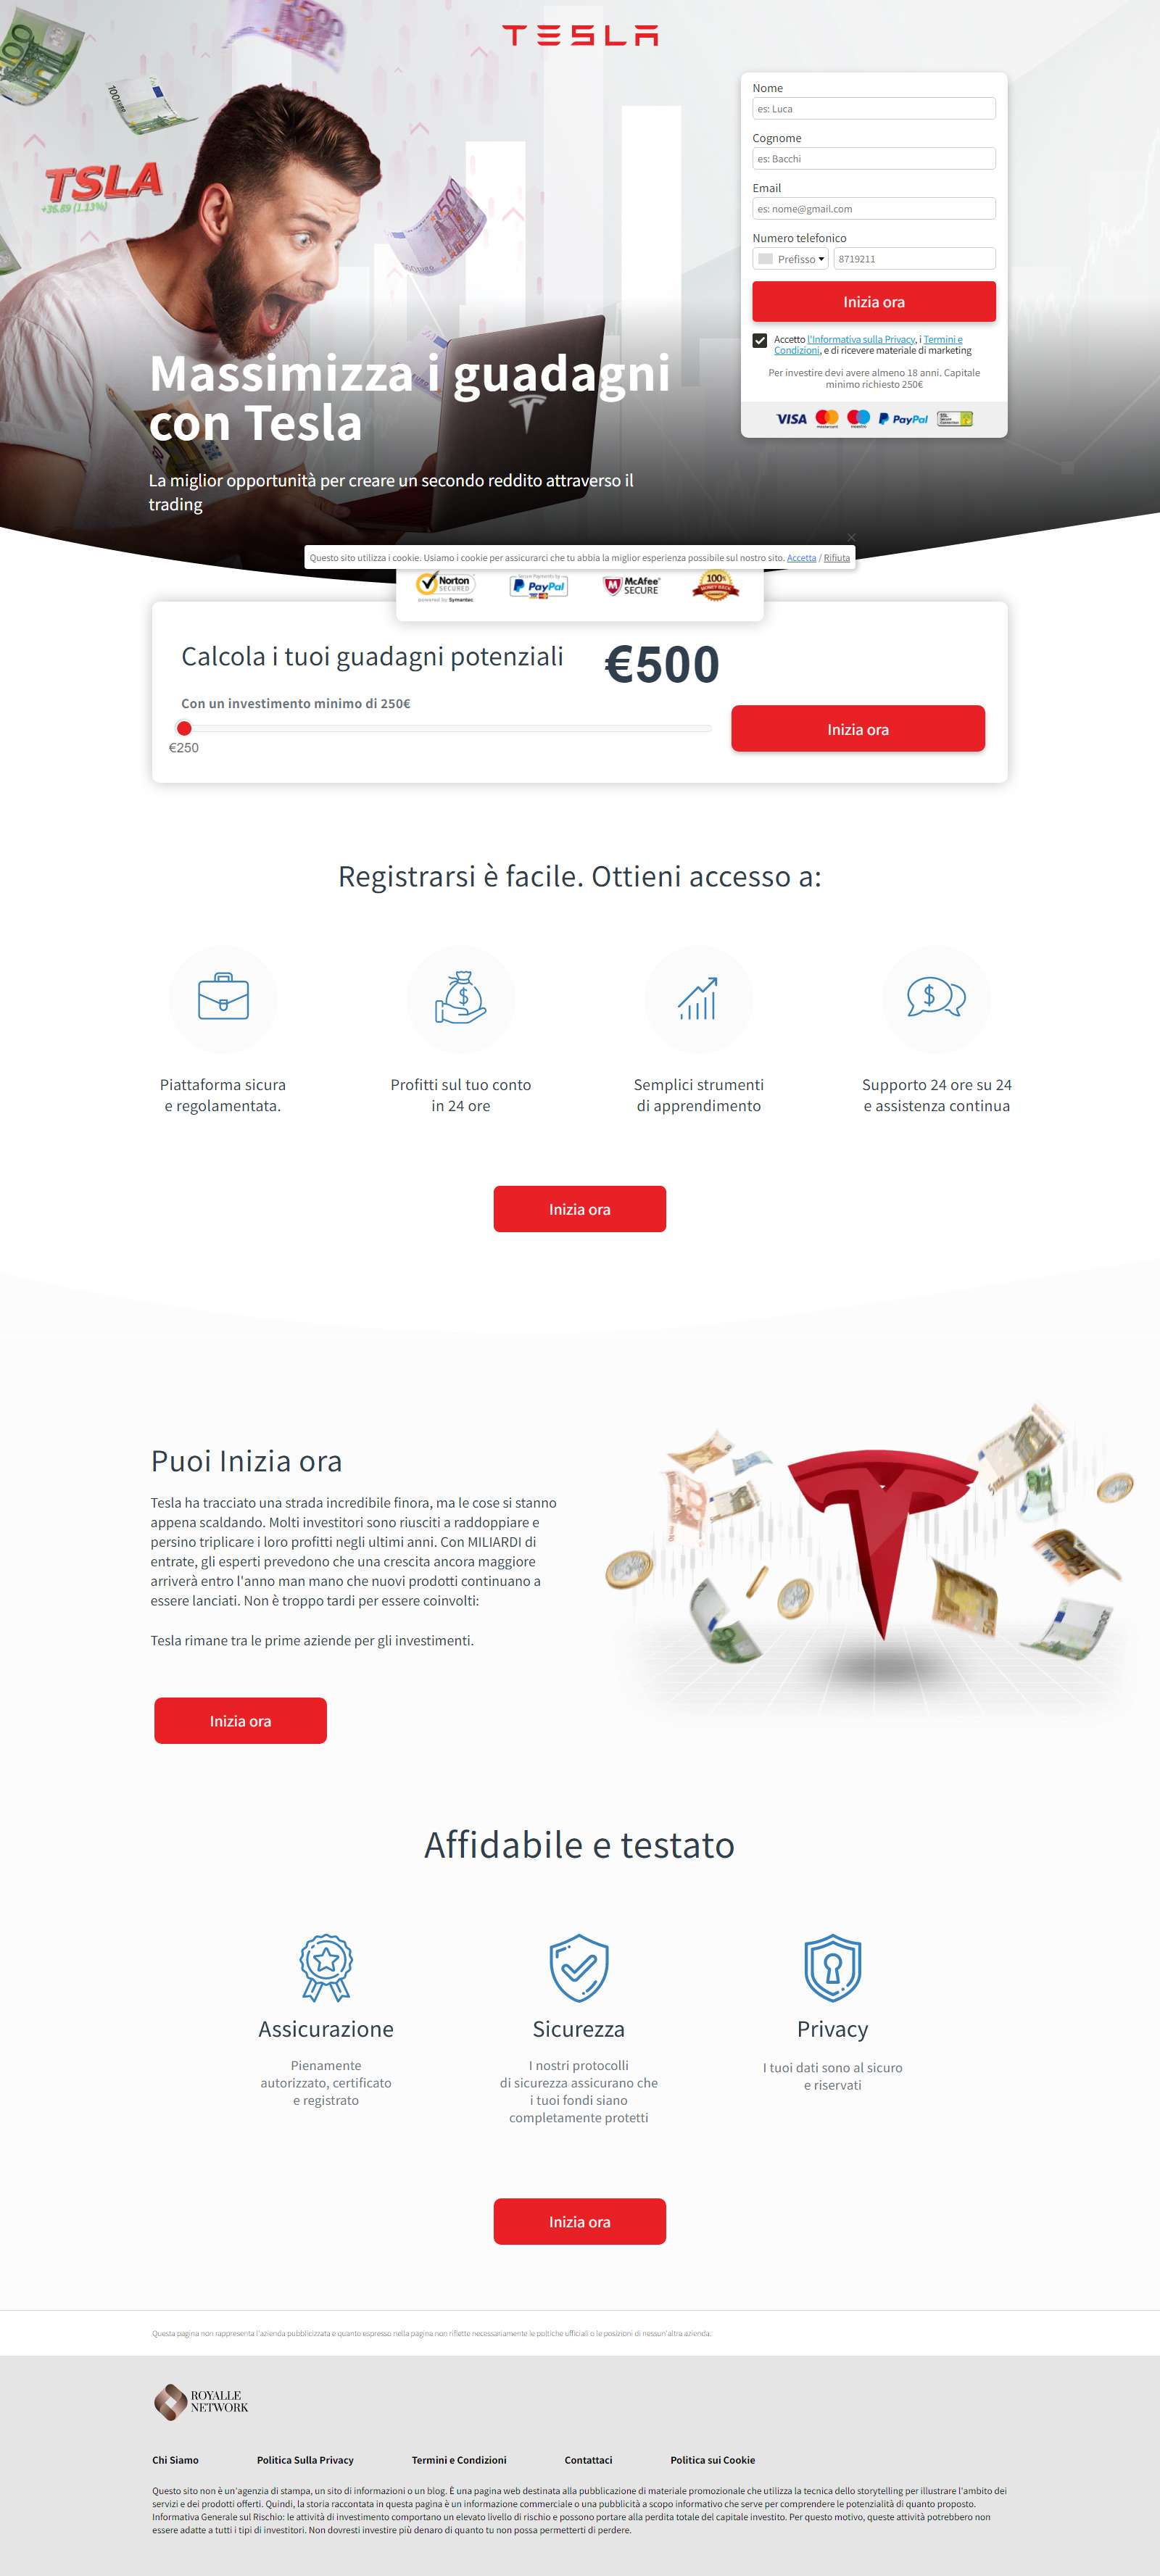 TESLA
100
500
100
TSLA
+36.89 (1.13%)
500
Nome
es: Luca
Cognome
es: Bacchi
Email
es: nome@gmail.com
Numero telefonico
Prefisso
8719211
Inizia ora
Accetto l'Informativa sulla Privacy, i Termini e
Condizioni, e di ricevere materiale di marketing
Per investire devi avere almeno 18 anni. Capitale
minimo richiesto 250€
VISA
PayPal
Massimizza i guadagni
con Tesla
La miglior opportunità per creare un secondo reddito attraverso il
trading
Questo sito utilizza i cookie. Usiamo i cookie per assicurarci che tu abbia la miglior esperienza possibile sul nostro sito. Accetta / Rifiuta
Norton
SECURED
powered by Symantec
PayPal
McAfee
SECURE
100%
Calcola i tuoi guadagni potenziali
€500
Con un investimento minimo di 250€
€250
Inizia ora
Registrarsi è facile. Ottieni accesso a:
Piattaforma sicura
e regolamentata.
Profitti sul tuo conto
in 24 ore
Semplici strumenti
di apprendimento
Supporto 24 ore su 24
e assistenza continua
Inizia ora
Puoi Inizia ora
Tesla ha tracciato una strada incredibile finora, ma le cose si stanno
appena scaldando. Molti investitori sono riusciti a raddoppiare e
persino triplicare i loro profitti negli ultimi anni. Con MILIARDI di
entrate, gli esperti prevedono che una crescita ancora maggiore
arriverà entro l'anno man mano che nuovi prodotti continuano a
essere lanciati. Non è troppo tardi per essere coinvolti:
Tesla rimane tra le prime aziende per gli investimenti.
Inizia ora
Affidabile e testato
Assicurazione
Pienamente
autorizzato, certificato
e registrato
Sicurezza
I nostri protocolli
di sicurezza assicurano che
i tuoi fondi siano
completamente protetti
Privacy
I tuoi dati sono al sicuro
e riservati
Inizia ora
Questa pagina non rappresenta l'azienda pubblicizzata e quanto espresso nella pagina non riflette necessariamente le poltiche ufficiali o le posizioni di nessun'altra azienda.
ROYALLE
NETWORK
Chi Siamo
Politica Sulla Privacy
Termini e Condizioni
Contattaci
Politica sui Cookie
Questo sito non è un'agenzia di stampa, un sito di informazioni o un blog. È una pagina web destinata alla pubblicazione di materiale promozionale che utilizza la tecnica dello storytelling per illustrare l'ambito dei
servizi e dei prodotti offerti. Quindi, la storia raccontata in questa pagina è un informazione commerciale o una pubblicità a scopo informativo che serve per comprendere le potenzialità di quanto proposto.
Informativa Generale sul Rischio: le attività di investimento comportano un elevato livello di rischio e possono portare alla perdita totale del capitale investito. Per questo motivo, queste attività potrebbero non
essere adatte a tutti i tipi di investitori. Non dovresti investire più denaro di quanto tu non possa permetterti di perdere.